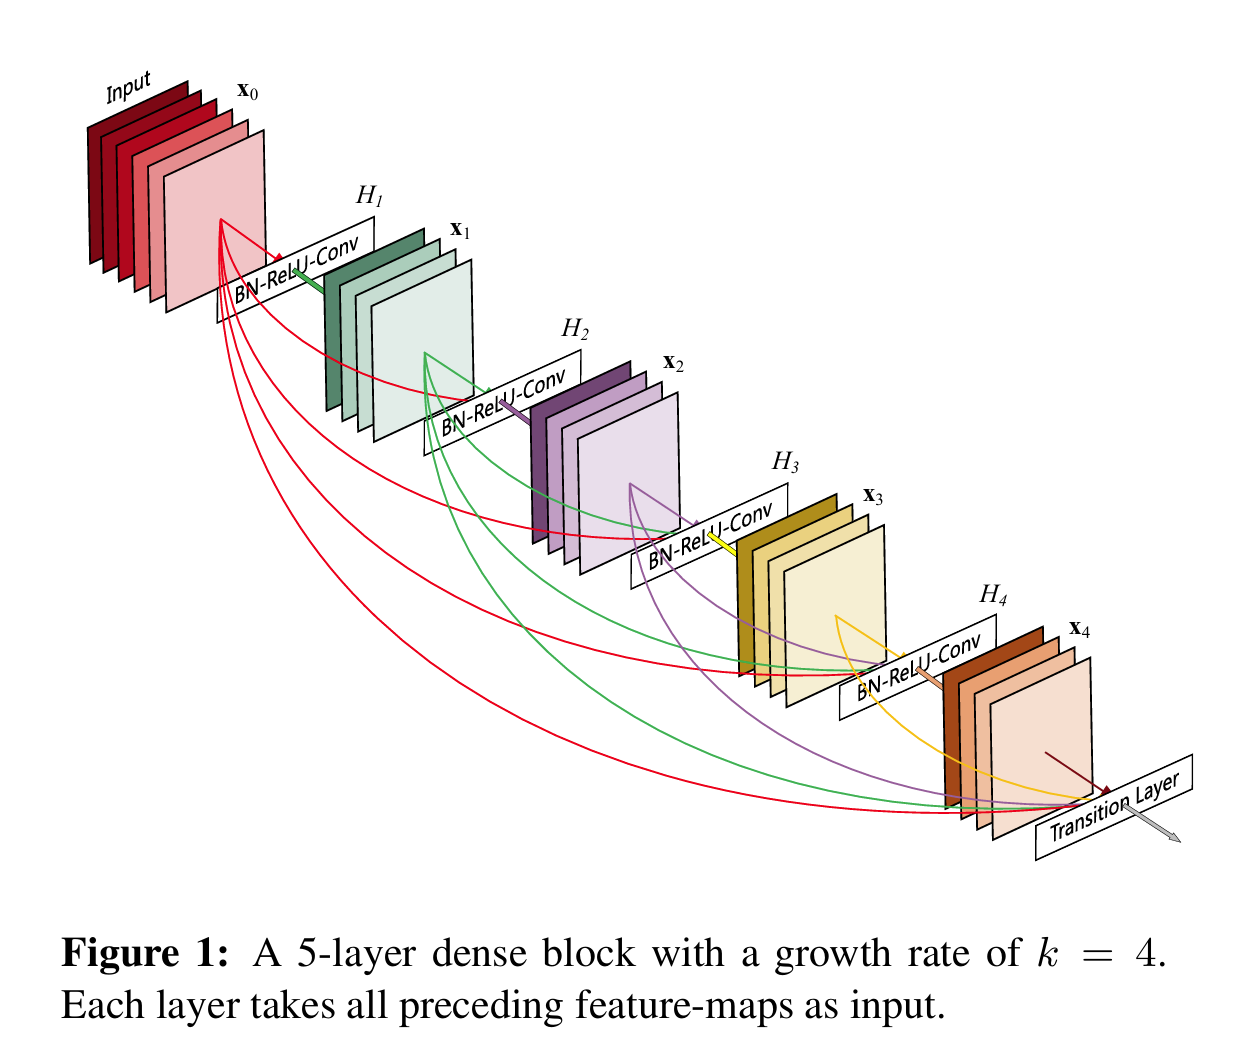 Input
x0
H1
BN-ReLU-Conv
x1
H2
BN-ReLU-Conv
x2
H3
BN-ReLU-Conv
x3
H4
BN-ReLU-Conv
x4
Transition Layer
Figure 1: A 5-layer dense block with a growth rate of k = 4.
Each layer takes all preceding feature-maps as input.